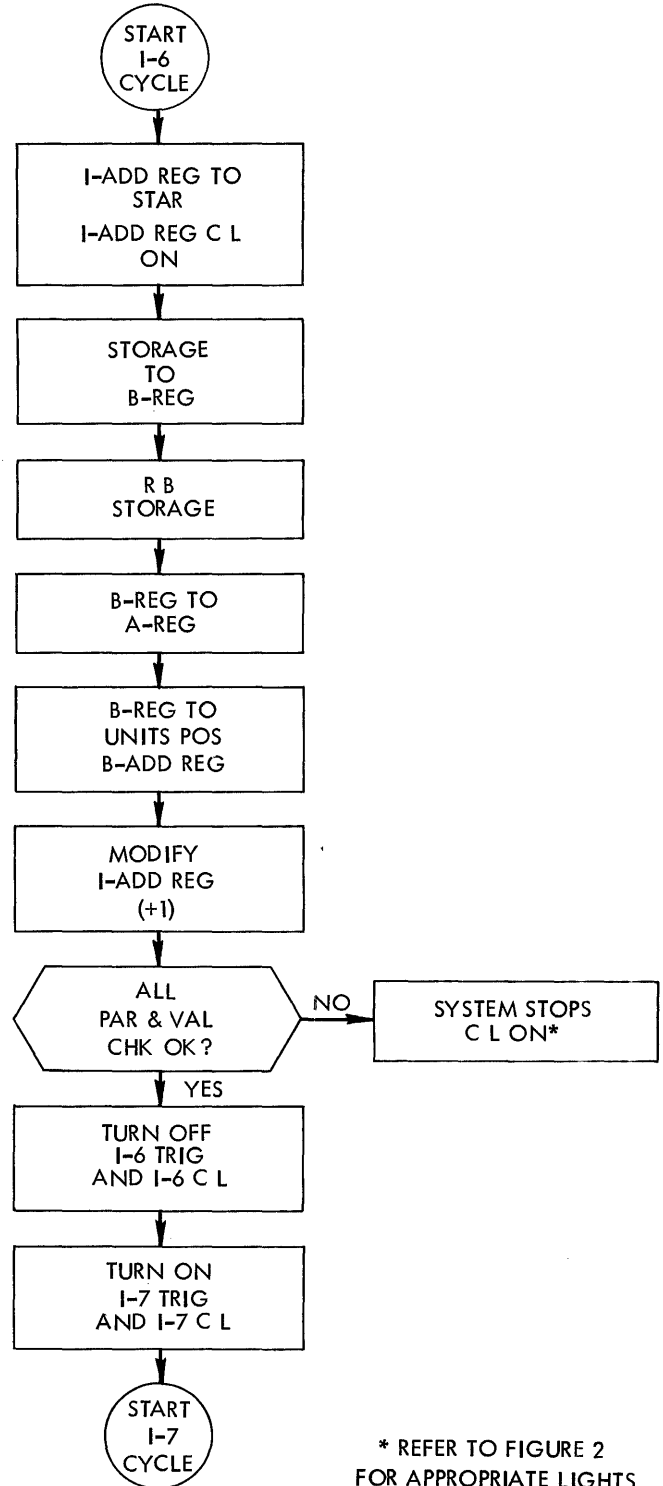 START
I-6
CYCLE
I-ADD REG TO
STAR
I-ADD REG C L
ON
STORAGE
TO
B-REG
R B
STORAGE
B-REG TO
A-REG
B-REG TO
UNITS POS
B-ADD REG
MODIFY
I-ADD REG
(+1)
ALL
PAR & VAL
CHK OK?
NO
SYSTEM STOPS
C L ON*
YES
TURN OFF
I-6 TRIG
AND I-6 C L
TURN ON
I-7 TRIG
AND I-7 C L
START
I-7
CYCLE
* REFER TO FIGURE 2
FOR APPROPRIATE LIGHTS